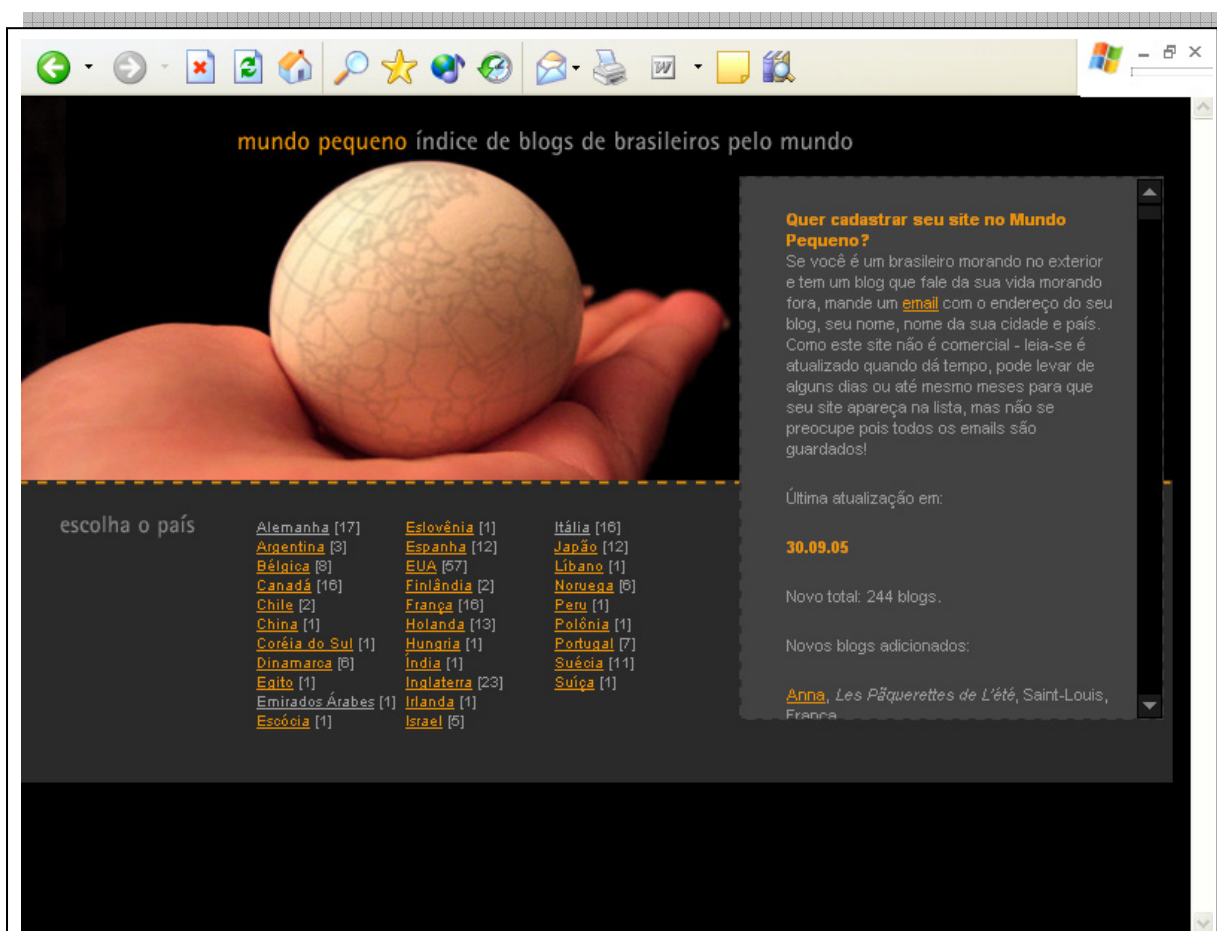 mundo pequeno índice de blogs de brasileiros pelo mundo
Quer cadastrar seu site no Mundo
Pequeno?
Se você é um brasileiro morando no exterior
e tem um blog que fale da sua vida morando
fora, mande um email com o endereço do seu
blog, seu nome, nome da sua cidade e país.
Como este site não é comercial - leia-se é
atualizado quando dá tempo, pode levar de
alguns dias ou até mesmo meses para que
seu site apareça na lista, mas não se
preocupe pois todos os emails são
guardados!
Última atualização em:
30.09.05
Novo total: 244 blogs.
Novos blogs adicionados:
Anna, Les Pãquerettes de L'été, Saint-Louis,
França
escolha o país
Alemanha [17]
Argentina [3]
Bélgica [8]
Canadá [16]
Chile [2]
China [1]
Coréia do Sul [1]
Dinamarca [6]
Egito [1]
Emirados Árabes [1]
Escócia [1]
Eslovênia [1]
Espanha [12]
EUA [57]
Finlândia [2]
França [16]
Holanda [13]
Hungria [1]
Índia [1]
Inglaterra [23]
Irlanda [1]
Israel [5]
Itália [16]
Japão [12]
Líbano [1]
Noruega [6]
Peru [1]
Polônia [1]
Portugal [7]
Suécia [11]
Suíça [1]